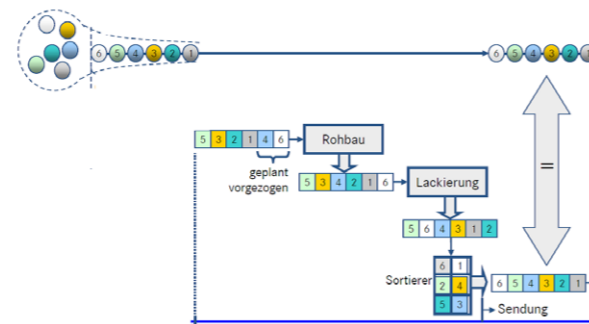 6 5 4 3 2 1
6 5 4 3 2 1
5 3 2 1 4 6
Rohbau
geplant
vorgezogen
5 3 4 2 1 6
Lackierung
=
5 6 4 3 1 2
Sortierer
6 1
2 4
5 3
6 5 4 3 2 1
Sendung